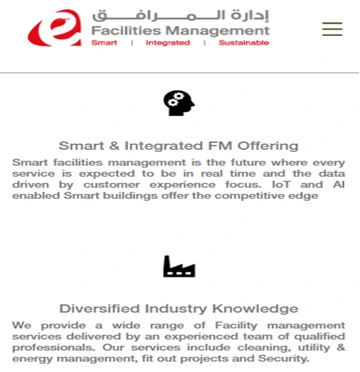 إدارة الـمـرافـق
Facilities Management
Smart | Integrated | Sustainable
Smart & Integrated FM Offering
Smart facilities management is the future where every
service is expected to be in real time and the data
driven by customer experience focus. IoT and AI
enabled Smart buildings offer the competitive edge
Diversified Industry Knowledge
We provide a wide range of Facility management
services delivered by an experienced team of qualified
professionals. Our services include cleaning, utility &
energy management, fit out projects and Security.